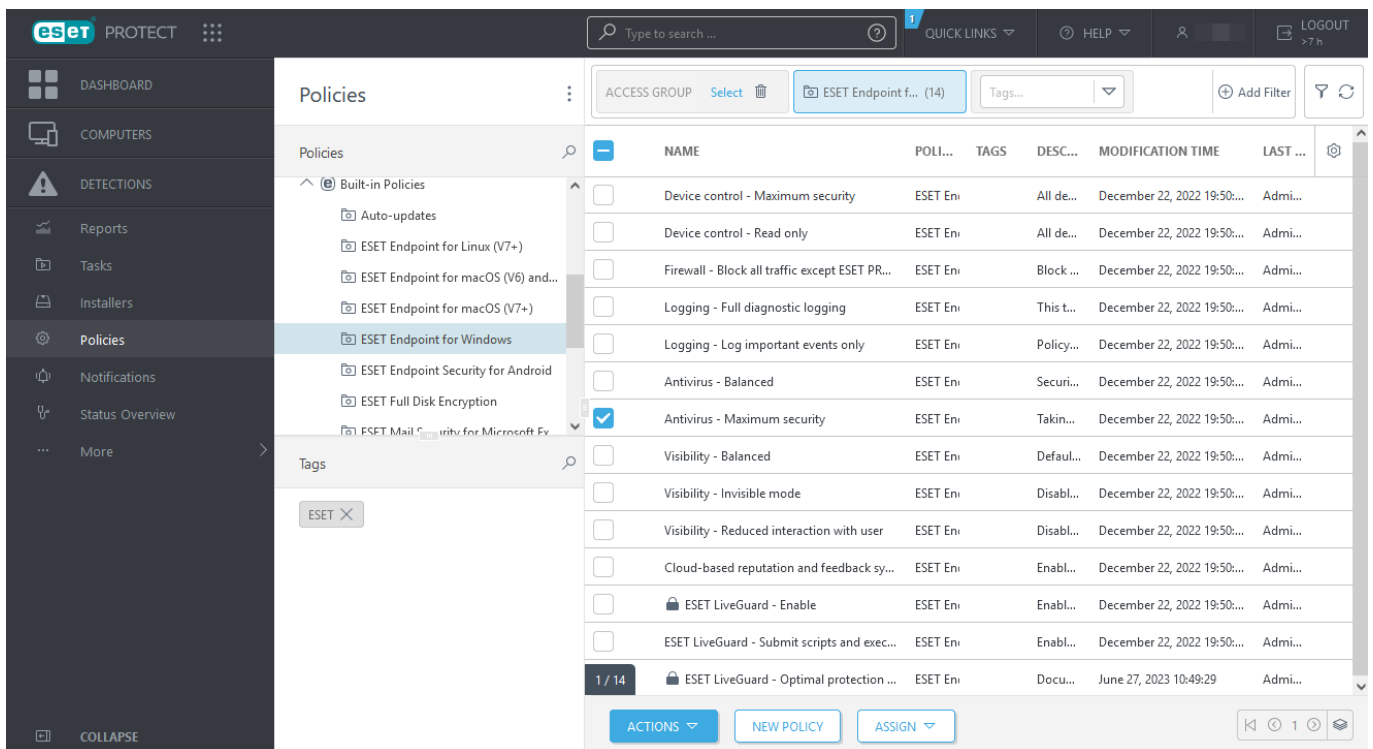 eseT PROTECT
Type to search ...
1
QUICK LINKS
HELP
LOGOUT
>7 h
DASHBOARD
COMPUTERS
DETECTIONS
Reports
Tasks
Installers
Policies
Notifications
Status Overview
More
COLLAPSE
Policies
Policies
Built-in Policies
Auto-updates
ESET Endpoint for Linux (V7+)
ESET Endpoint for macOS (V6) and...
ESET Endpoint for macOS (V7+)
ESET Endpoint for Windows
ESET Endpoint Security for Android
ESET Full Disk Encryption
ESET Mail Security for Microsoft Ex
Tags
ESET
ACCESS GROUP Select ESET Endpoint f... (14) Tags... Add Filter
NAME POLI... TAGS DESC... MODIFICATION TIME LAST ...
Device control - Maximum security ESET En All de... December 22, 2022 19:50:... Admi...
Device control - Read only ESET En All de... December 22, 2022 19:50:... Admi...
Firewall - Block all traffic except ESET PR... ESET En Block ... December 22, 2022 19:50:... Admi...
Logging - Full diagnostic logging ESET En This t... December 22, 2022 19:50:... Admi...
Logging - Log important events only ESET En Policy... December 22, 2022 19:50:... Admi...
Antivirus - Balanced ESET En Securi... December 22, 2022 19:50:... Admi...
Antivirus - Maximum security ESET En Takin... December 22, 2022 19:50:... Admi...
Visibility - Balanced ESET En Defaul... December 22, 2022 19:50:... Admi...
Visibility - Invisible mode ESET En Disabl... December 22, 2022 19:50:... Admi...
Visibility - Reduced interaction with user ESET En Disabl... December 22, 2022 19:50:... Admi...
Cloud-based reputation and feedback sy... ESET En Enabl... December 22, 2022 19:50:... Admi...
ESET LiveGuard - Enable ESET En Enabl... December 22, 2022 19:50:... Admi...
ESET LiveGuard - Submit scripts and exec... ESET En Enabl... December 22, 2022 19:50:... Admi...
1 / 14 ESET LiveGuard - Optimal protection ... ESET En Docu... June 27, 2023 10:49:29 Admi...
ACTIONS NEW POLICY ASSIGN 1